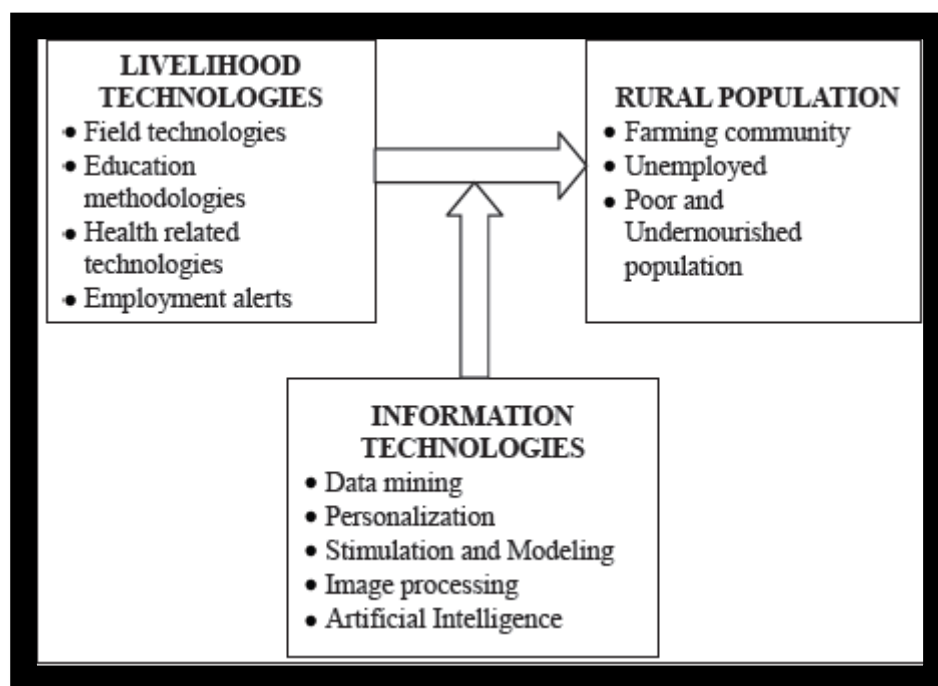 LIVELIHOOD
TECHNOLOGIES
• Field technologies
• Education
methodologies
• Health related
technologies
• Employment alerts
RURAL POPULATION
• Farming community
• Unemployed
• Poor and
Undernourished
population
INFORMATION
TECHNOLOGIES
• Data mining
• Personalization
• Stimulation and Modeling
• Image processing
• Artificial Intelligence